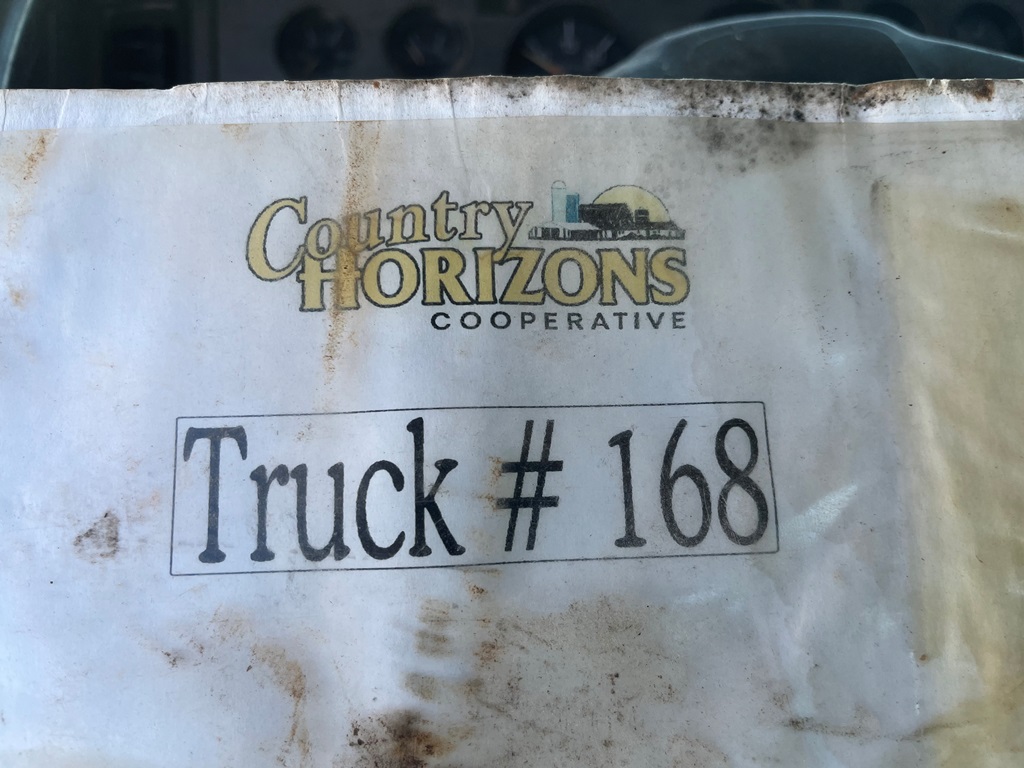 Country
HORIZONS
COOPERATIVE
Truck # 168